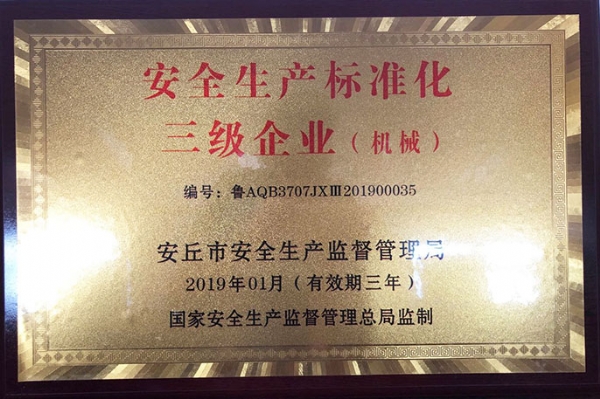 安全生产标准化
三级企业（机械）
编号：鲁AQB3707JXⅢ201900035
安丘市安全生产监督管理局
2019年01月（有效期三年）
国家安全生产监督管理总局监制